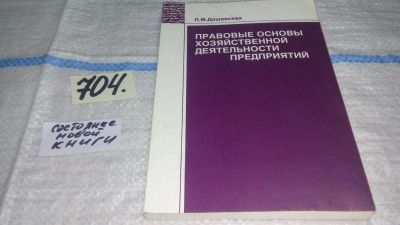 Л.М.Дашевская
ПРАВОВЫЕ ОСНОВЫ
ХОЗЯЙСТВЕННОЙ
ДЕЯТЕЛЬНОСТИ
ПРЕДПРИЯТИЙ
704.
состояние
новой
книги